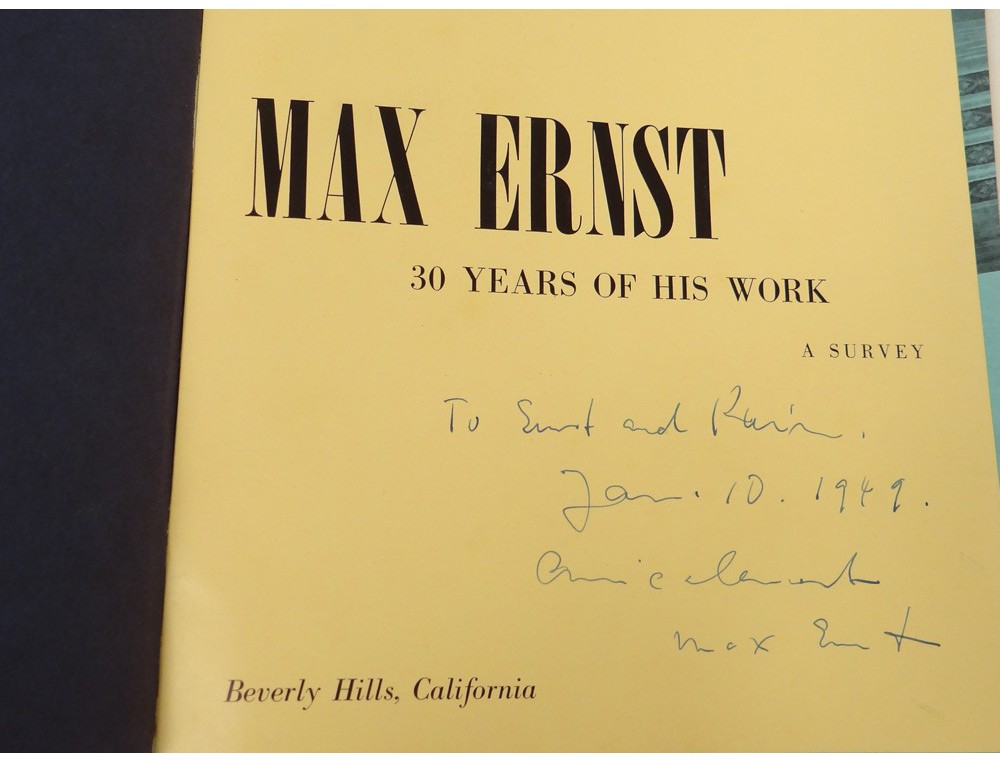 MAX ERNST
30 YEARS OF HIS WORK
A SURVEY
To Ernst and
Jan. 10. 1949.
Amicalement
Max Ernst
Beverly Hills, California